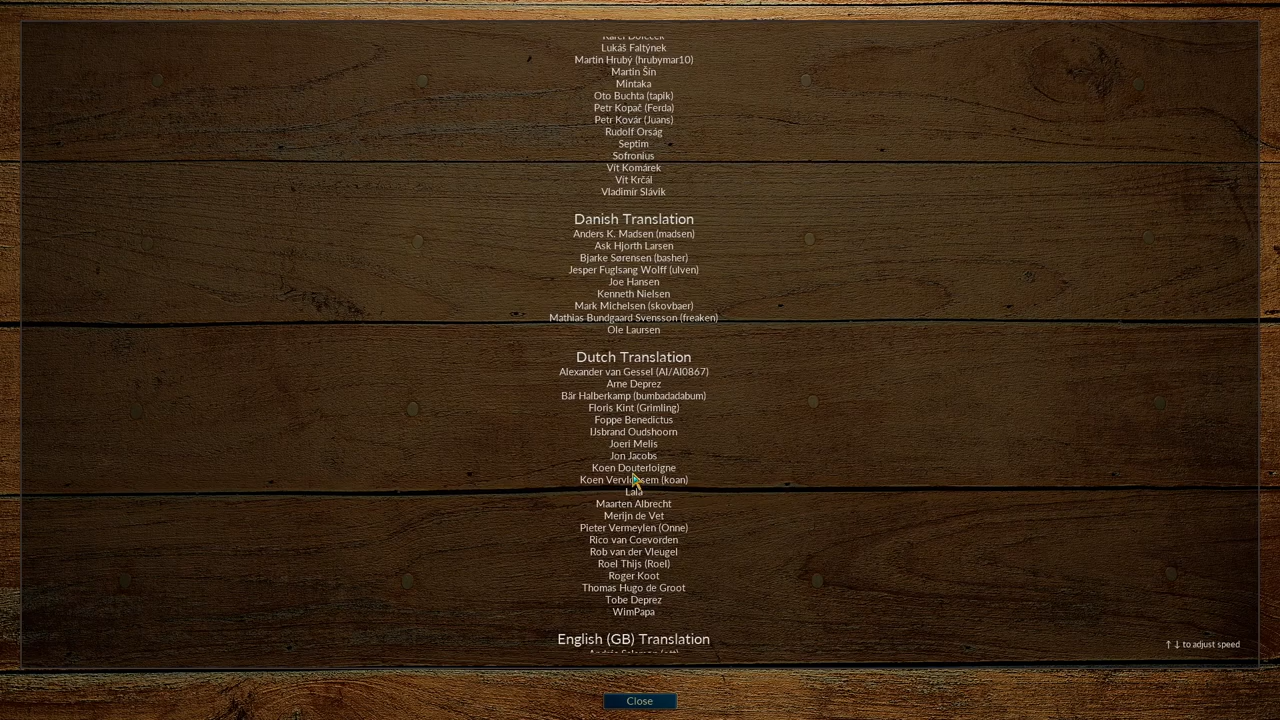 Lukáš Faltýnek
Martin Hrubý (hrubymar10)
Martin Šín
Mintaka
Oto Buchta (tapik)
Petr Kopač (Ferda)
Petr Kovár (Juans)
Rudolf Orság
Septim
Sofronius
Vít Komárek
Vít Krčál
Vladimír Slávik
Danish Translation
Anders K. Madsen (madsen)
Ask Hjorth Larsen
Bjarke Sørensen (basher)
Jesper Fuglsang Wolff (ulven)
Joe Hansen
Kenneth Nielsen
Mark Michelsen (skovbaer)
Mathias Bundgaard Svensson (freaken)
Ole Laursen
Dutch Translation
Alexander van Gessel (AI/AI0867)
Arne Deprez
Bär Halberkamp (bumbadadabum)
Floris Kint (Grimling)
Foppe Benedictus
IJsbrand Oudshoorn
Joeri Melis
Jon Jacobs
Koen Douterloigne
Koen (koan)
Lala
Maarten Albrecht
Merijn de Vet
Pieter Vermeylen (Onne)
Rico van Coevorden
Rob van der Vleugel
Roel Thijs (Roel)
Roger Koot
Thomas Hugo de Groot
Tobe Deprez
WimPapa
English (GB) Translation
↑ ↓ to adjust speed
Close